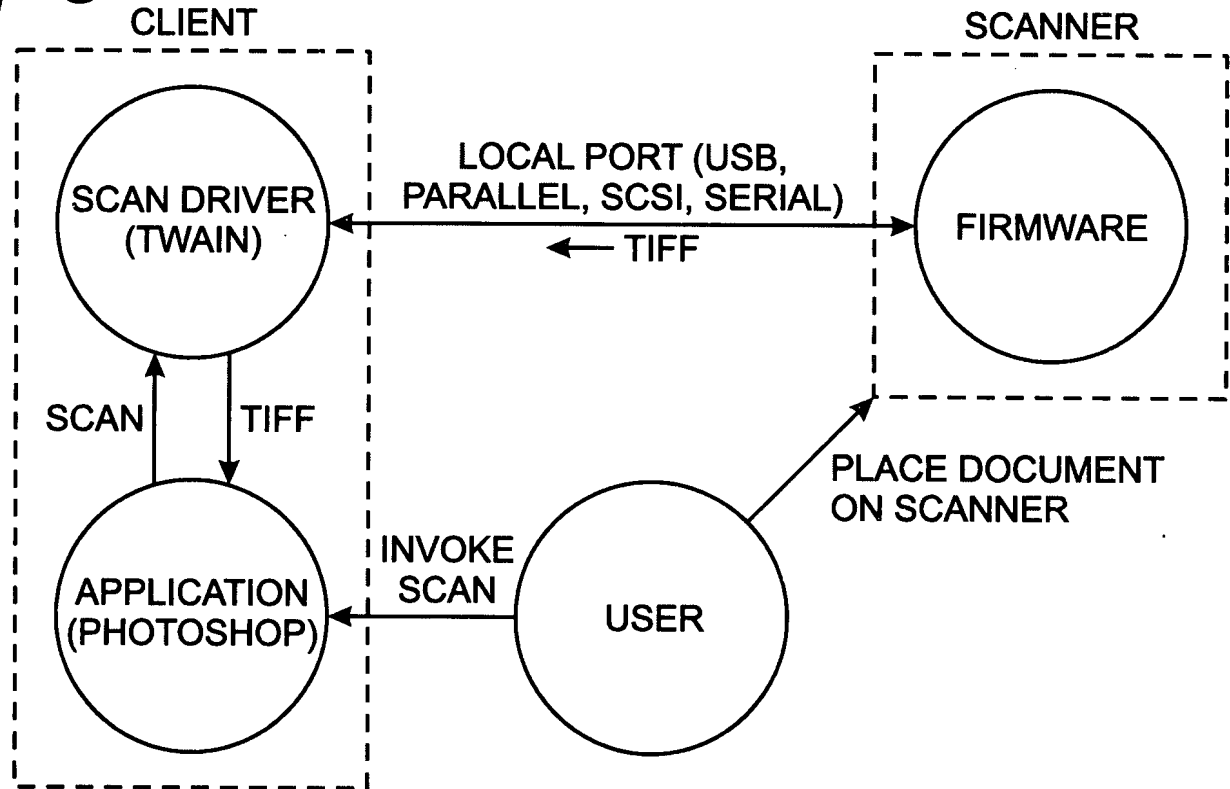 CLIENT
SCANNER
SCAN DRIVER
(TWAIN)
LOCAL PORT (USB,
PARALLEL, SCSI, SERIAL)
TIFF
FIRMWARE
SCAN
TIFF
PLACE DOCUMENT
ON SCANNER
INVOKE
SCAN
APPLICATION
(PHOTOSHOP)
USER